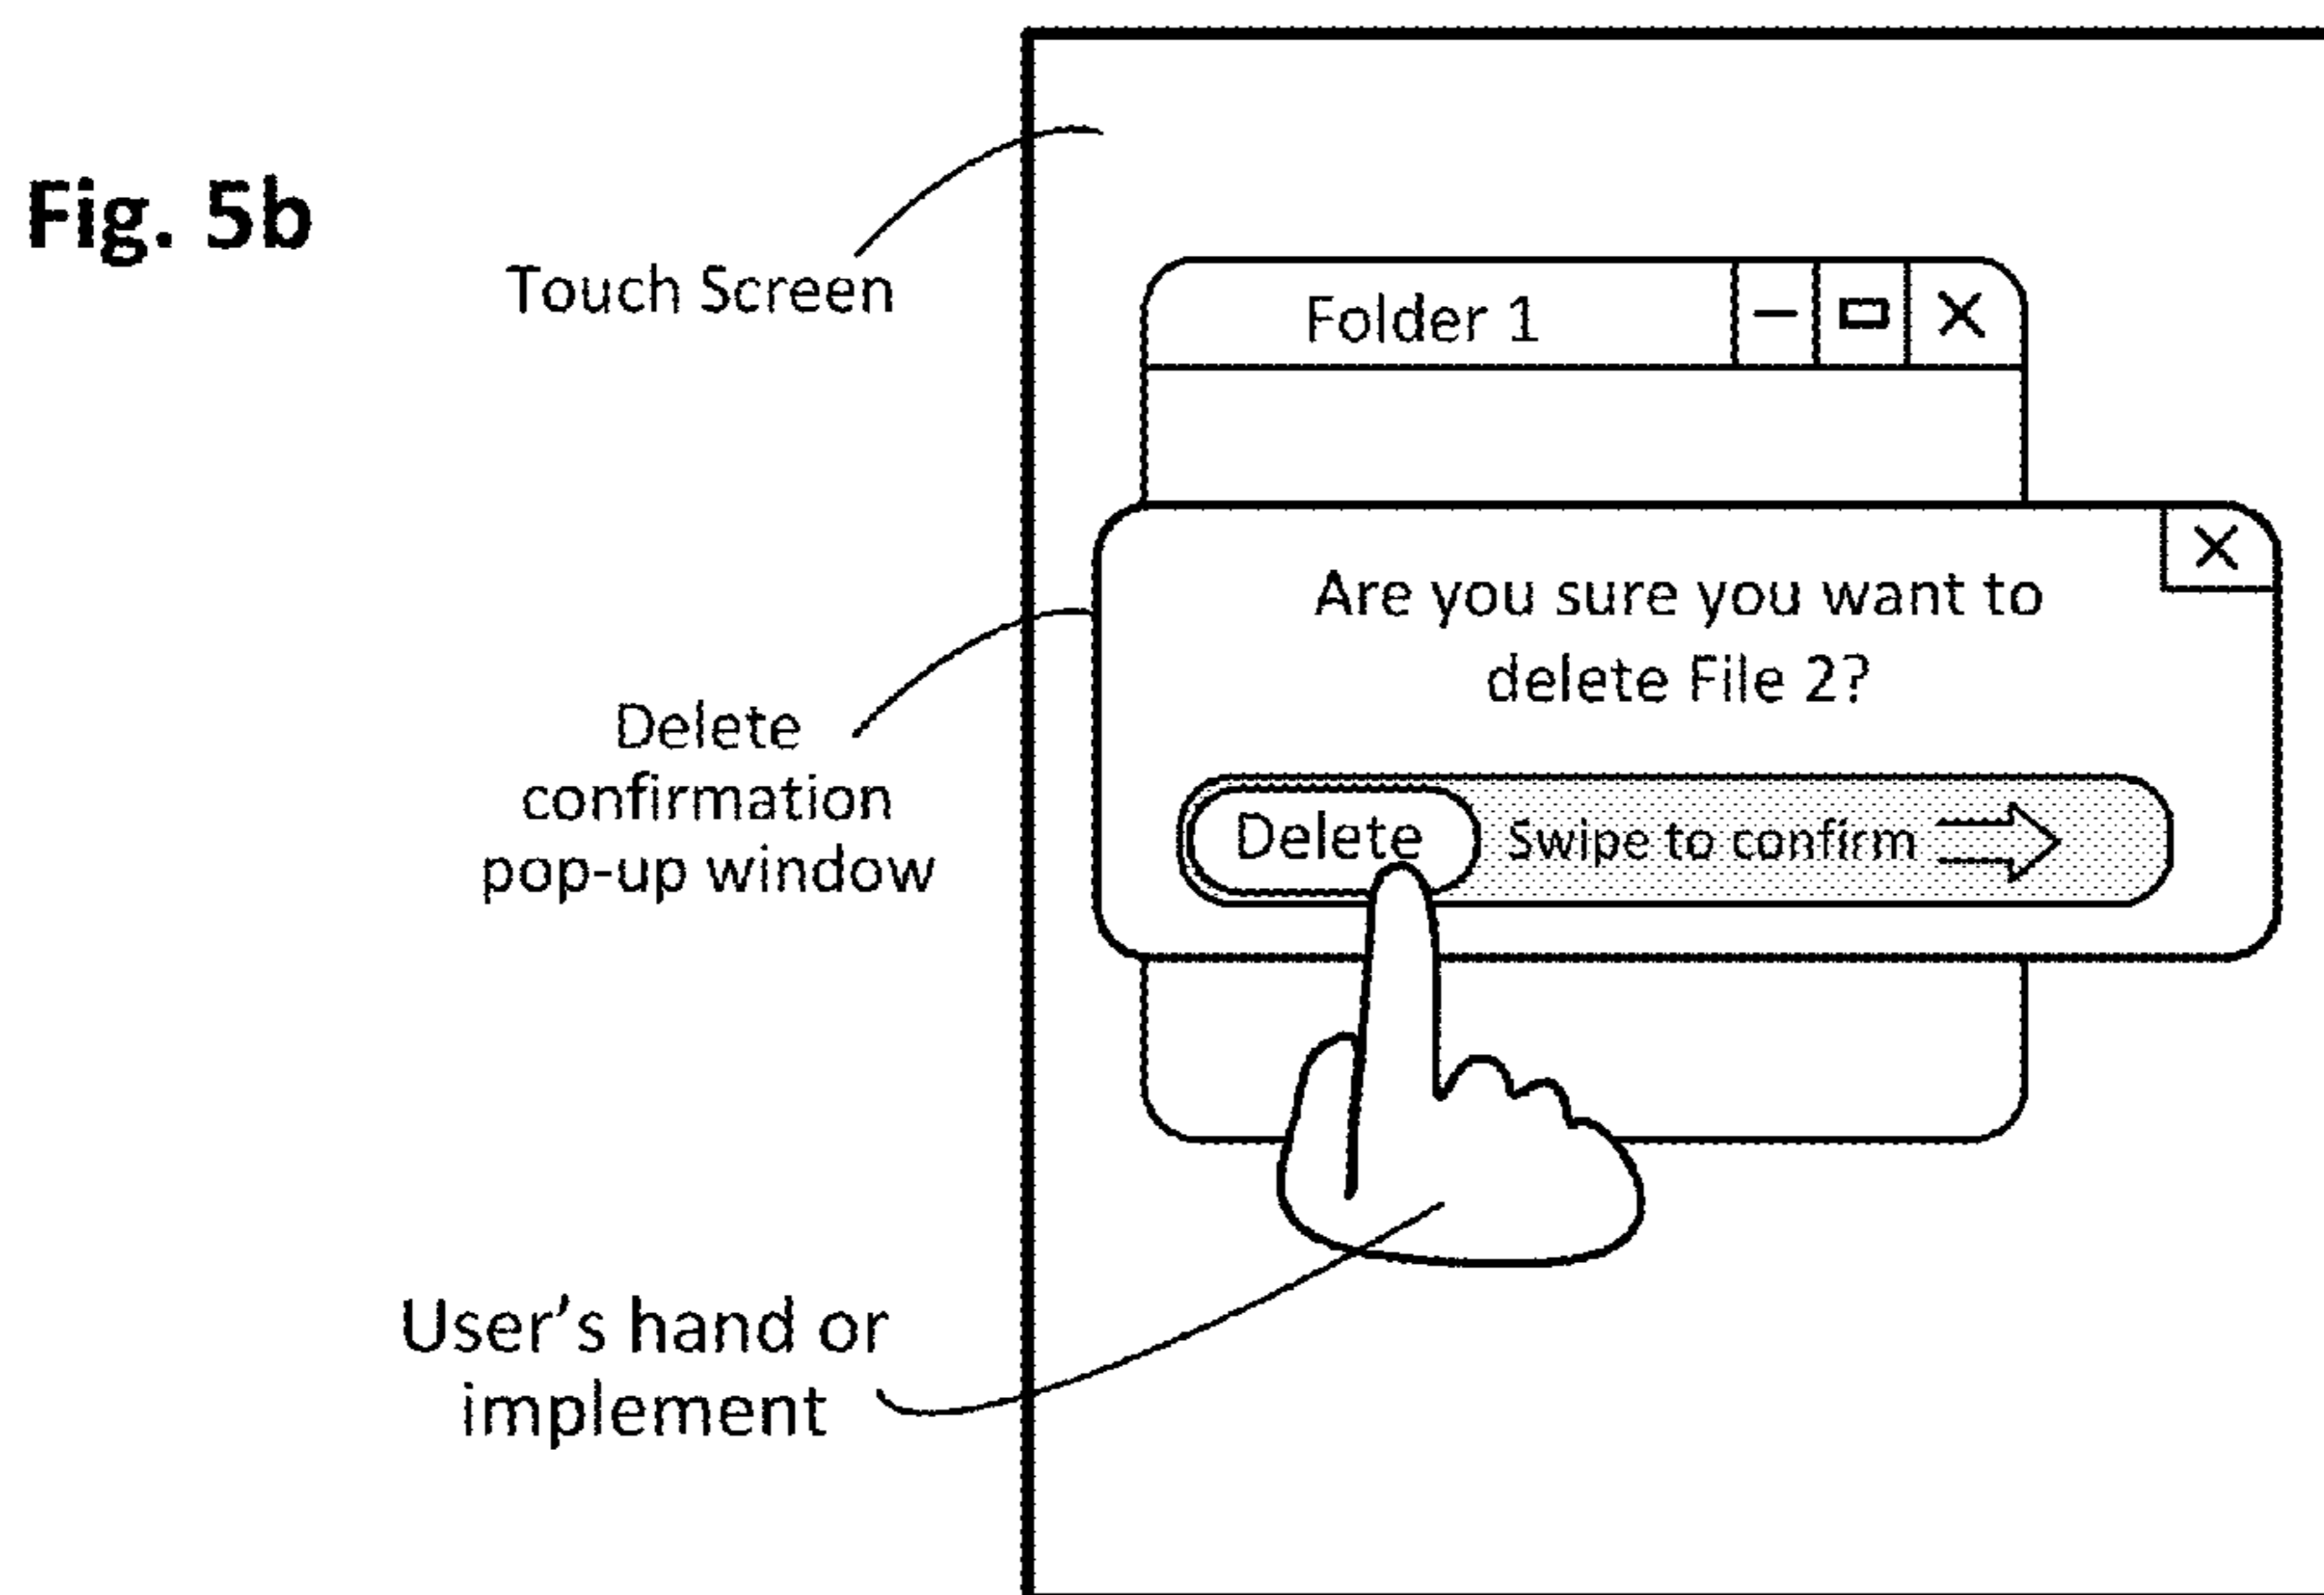 Fig. 5b
Touch Screen
Folder 1
Are you sure you want to
delete File 2?
Delete
confirmation
pop-up window
Delete
Swipe to confirm
User's hand or
implement